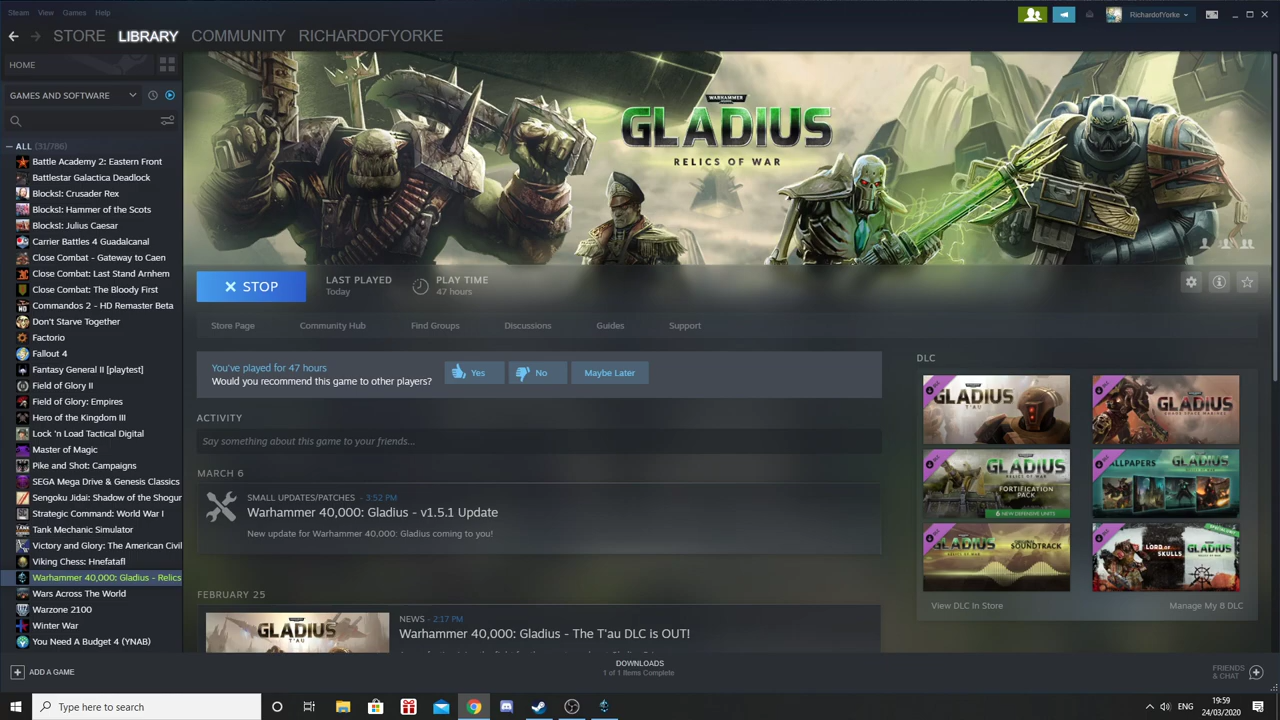 Steam View Games Help
RichardofYorke
STORE LIBRARY COMMUNITY RICHARDOFYORKE
HOME
GAMES AND SOFTWARE
ALL (31/786)
Battle Academy 2: Eastern Front
Battlestar Galactica Deadlock
Blocks!: Crusader Rex
Blocks!: Hammer of the Scots
Blocks!: Julius Caesar
Carrier Battles 4 Guadalcanal
Close Combat - Gateway to Caen
Close Combat: Last Stand Arnhem
Close Combat: The Bloody First
Commandos 2 - HD Remaster Beta
Don't Starve Together
Factorio
Fallout 4
Fantasy General II [playtest]
Field of Glory II
Field of Glory: Empires
Hero of the Kingdom III
Lock 'n Load Tactical Digital
Master of Magic
Pike and Shot: Campaigns
SEGA Mega Drive & Genesis Classics
Sengoku Jidai: Shadow of the Shogun
Strategic Command: World War I
Tank Mechanic Simulator
Victory and Glory: The American Civil
Viking Chess: Hnefatafl
Warhammer 40,000: Gladius - Relics
Wars Across The World
Warzone 2100
Winter War
You Need A Budget 4 (YNAB)
ADD A GAME
WARHAMMER
GLADIUS
RELICS OF WAR
STOP
LAST PLAYED
Today
PLAY TIME
47 hours
Store Page Community Hub Find Groups Discussions Guides Support
You've played for 47 hours
Would you recommend this game to other players?
Yes No Maybe Later
ACTIVITY
Say something about this game to your friends...
MARCH 6
SMALL UPDATES/PATCHES - 3:52 PM
Warhammer 40,000: Gladius - v1.5.1 Update
New update for Warhammer 40,000: Gladius coming to you!
FEBRUARY 25
GLADIUS
T'AU
NEWS - 2:17 PM
Warhammer 40,000: Gladius - The T'au DLC is OUT!
DLC
GLADIUS
T'AU
GLADIUS
CHAOS SPACE MARINES
GLADIUS
RELICS OF WAR
FORTIFICATION
PACK
6 NEW DEFENSIVE UNITS
WALLPAPERS
GLADIUS
GLADIUS
RELICS OF WAR
SOUNDTRACK
LORD OF
SKULLS
GLADIUS
View DLC In Store
Manage My 8 DLC
DOWNLOADS
1 of 1 Items Complete
FRIENDS
& CHAT
Type here to search
ENG
19:59
24/03/2020